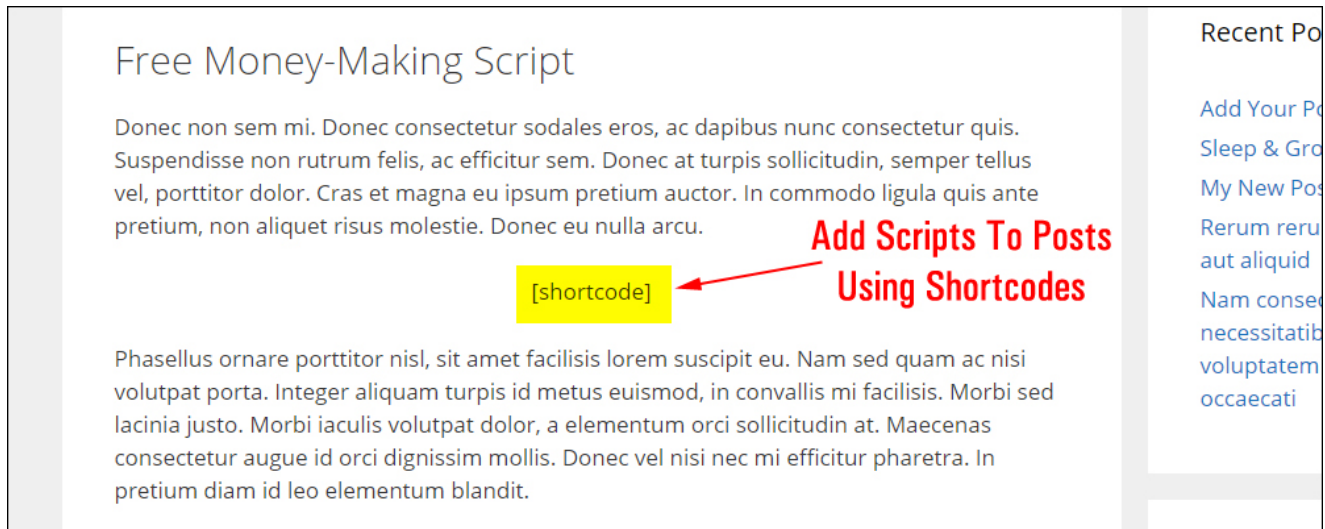 Free Money-Making Script
Donec non sem mi. Donec consectetur sodales eros, ac dapibus nunc consectetur quis.
Suspendisse non rutrum felis, ac efficitur sem. Donec at turpis sollicitudin, semper tellus
vel, porttitor dolor. Cras et magna eu ipsum pretium auctor. In commodo ligula quis ante
pretium, non aliquet risus molestie. Donec eu nulla arcu.
Add Scripts To Posts
Using Shortcodes
[shortcode]
Phasellus ornare porttitor nisl, sit amet facilisis lorem suscipit eu. Nam sed quam ac nisi
volutpat porta. Integer aliquam turpis id metus euismod, in convallis mi facilisis. Morbi sed
lacinia justo. Morbi iaculis volutpat dolor, a elementum orci sollicitudin at. Maecenas
consectetur augue id orci dignissim mollis. Donec vel nisi nec mi efficitur pharetra. In
pretium diam id leo elementum blandit.
Recent Po
Add Your Po
Sleep & Gro
My New Pos
Rerum reru
aut aliquid
Nam consec
necessitatib
voluptatem
occaecati